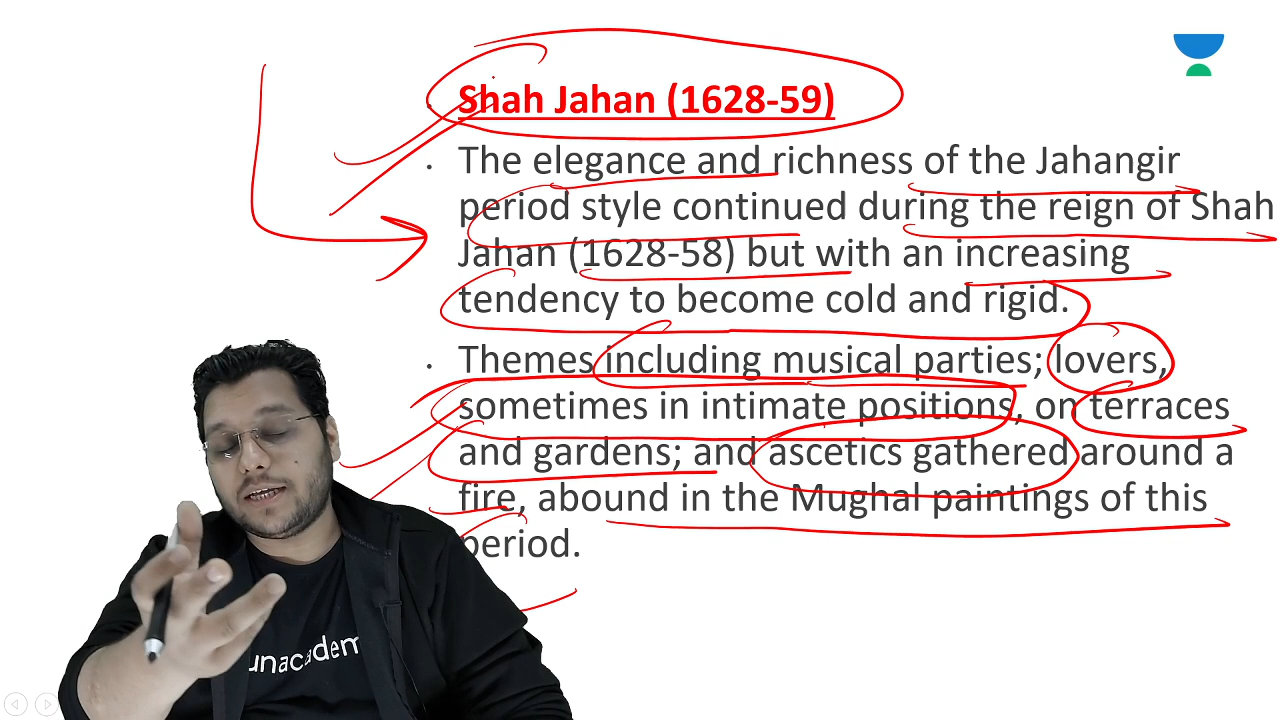 Shah Jahan (1628-59)
• The elegance and richness of the Jahangir
period style continued during the reign of Shah
Jahan (1628-58) but with an increasing
tendency to become cold and rigid.
• Themes including musical parties; lovers,
sometimes in intimate positions, on terraces
and gardens; and ascetics gathered around a
fire, abound in the Mughal paintings of this
period.
unacadem